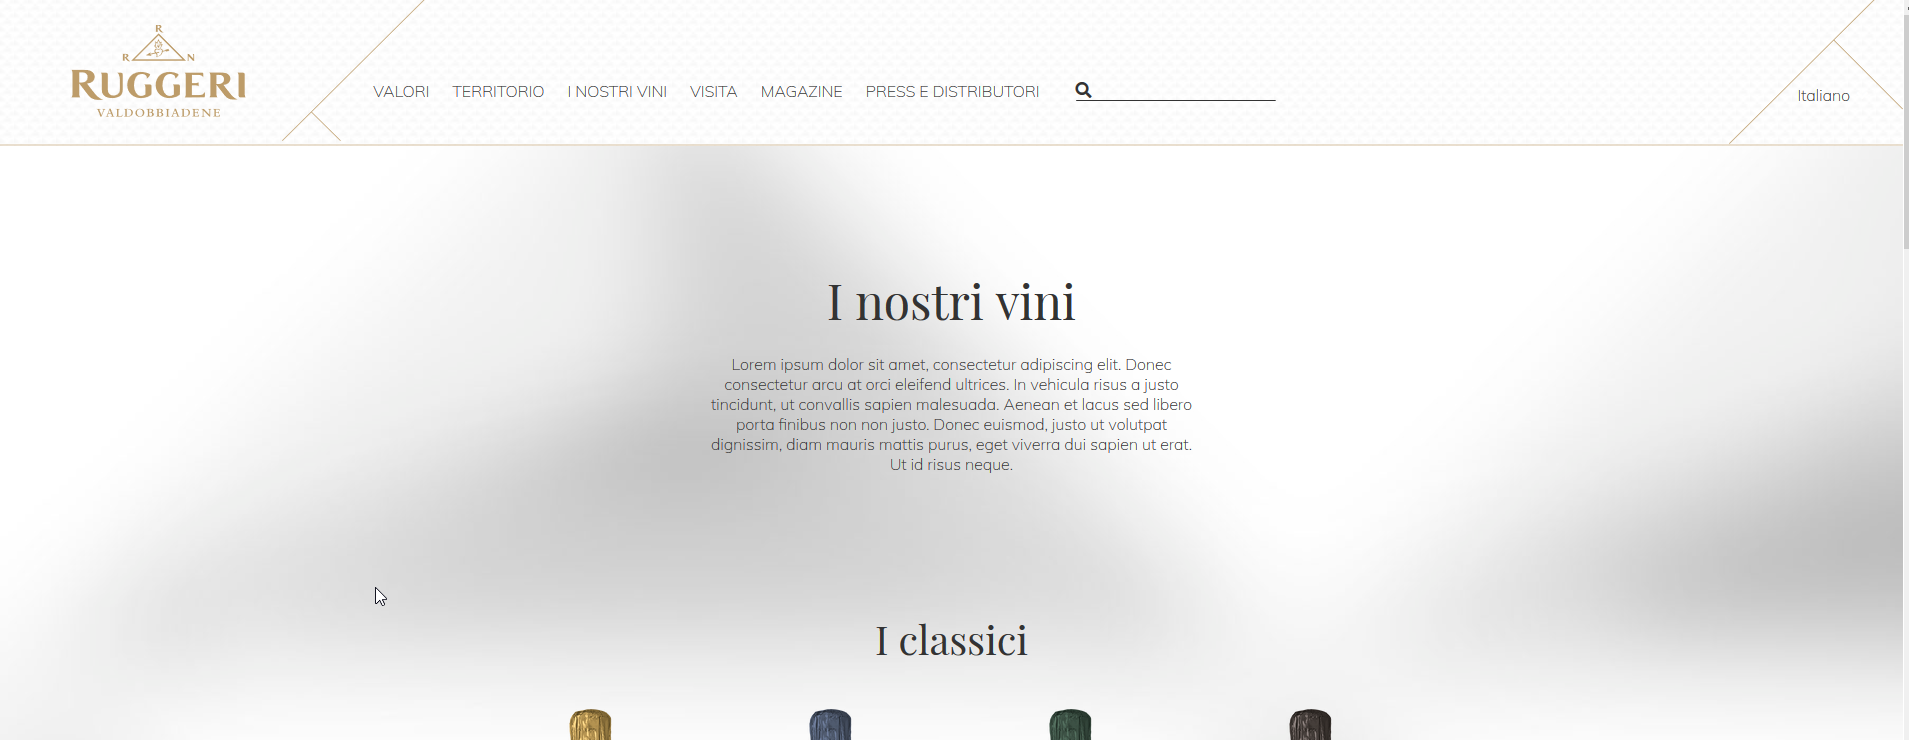 R
R N
RUGGERI
VALDOBBIADENE
VALORI TERRITORIO I NOSTRI VINI VISITA MAGAZINE PRESS E DISTRIBUTORI
Italiano
I nostri vini
Lorem ipsum dolor sit amet, consectetur adipiscing elit. Donec
consectetur arcu at orci eleifend ultrices. In vehicula risus a justo
tincidunt, ut convallis sapien malesuada. Aenean et lacus sed libero
porta finibus non non justo. Donec euismod, justo ut volutpat
dignissim, diam mauris mattis purus, eget viverra dui sapien ut erat.
Ut id risus neque.
I classici